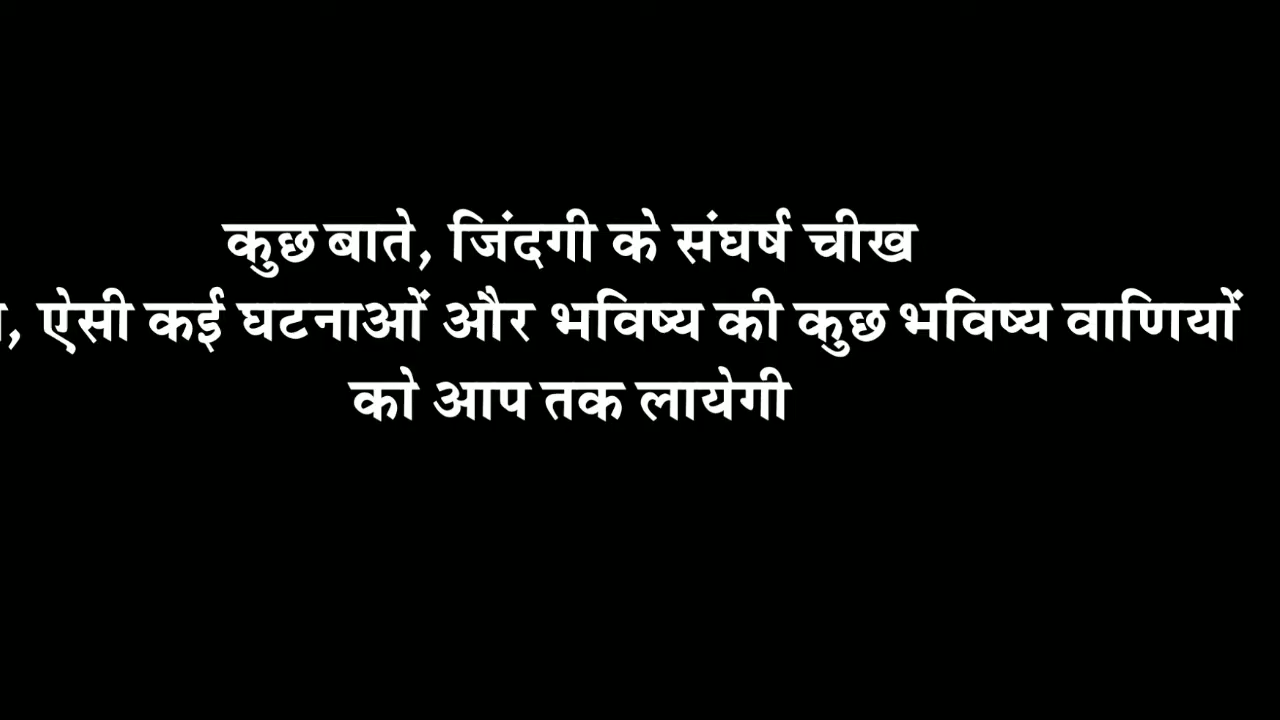 कुछ बाते, जिंदगी के संघर्ष चीख
, ऐसी कई घटनाओं और भविष्य की कुछ भविष्य वाणियों
को आप तक लायेगी